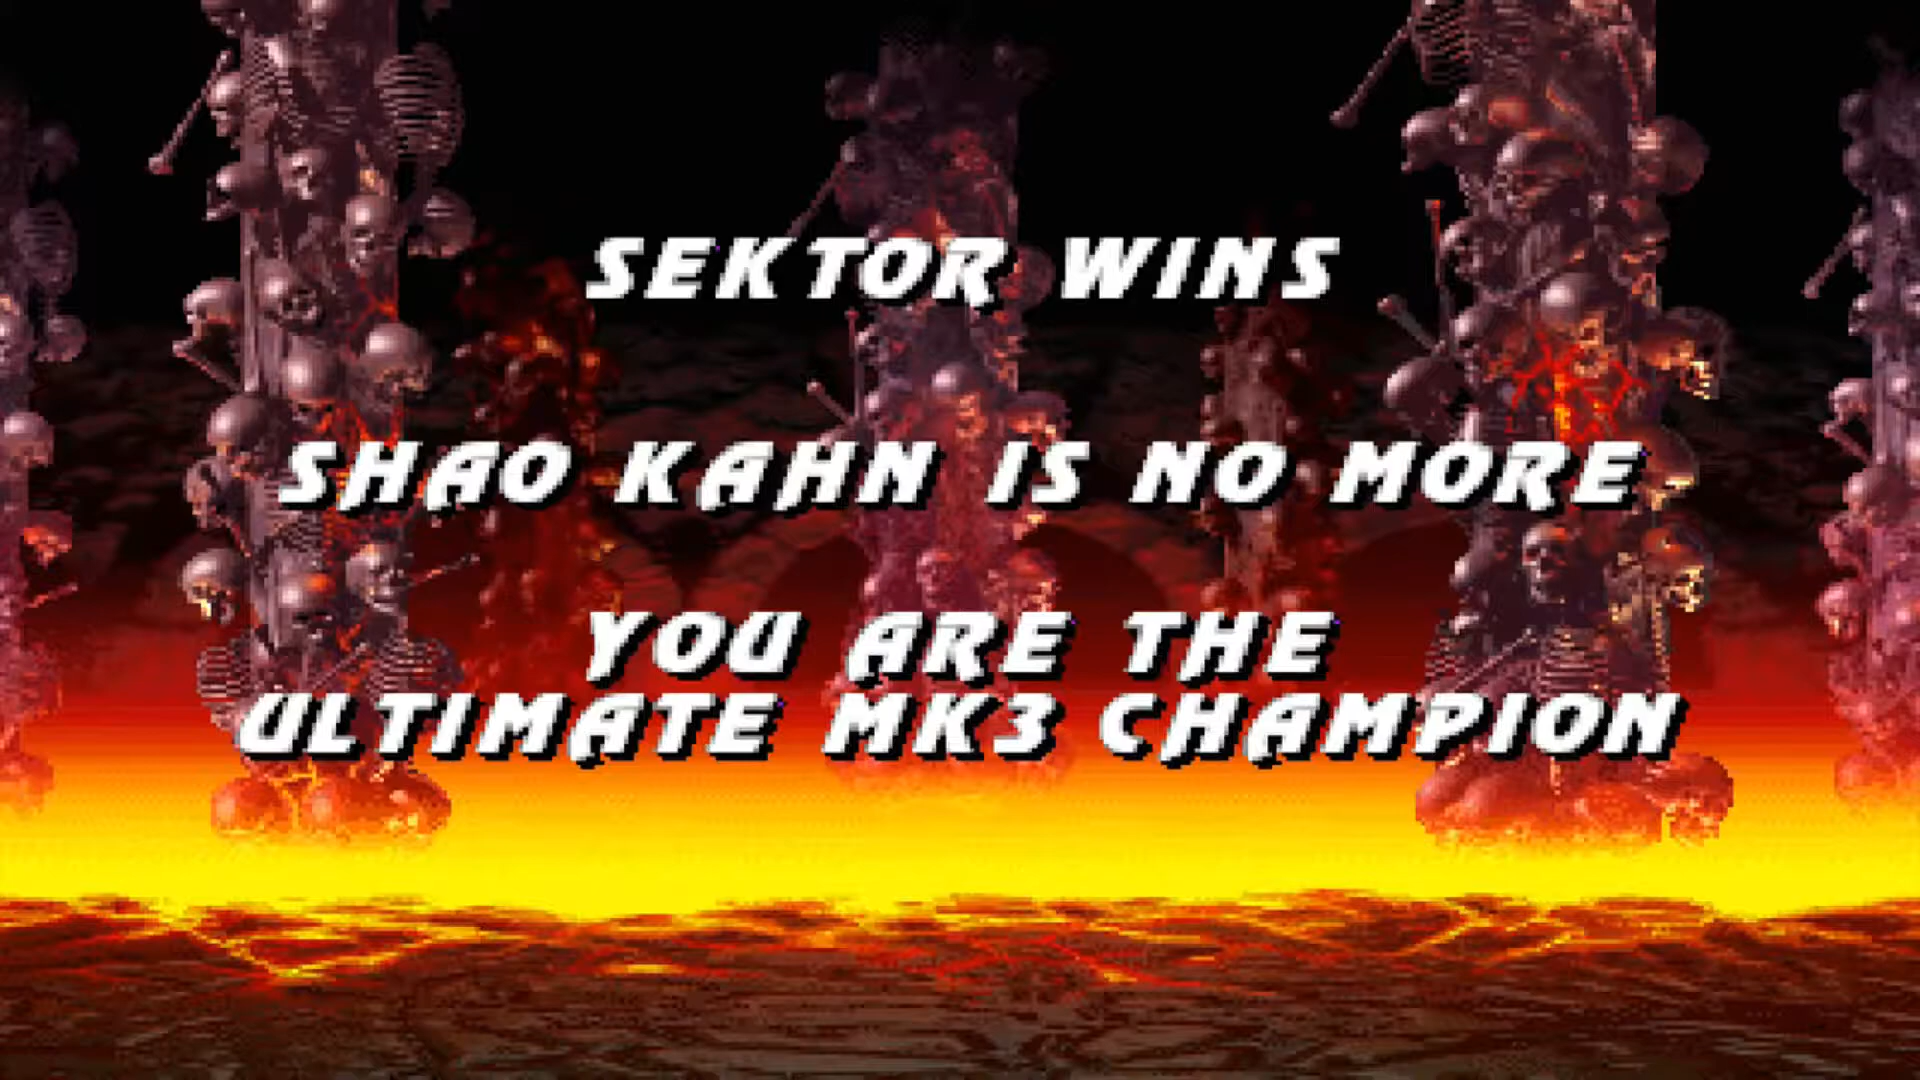 SEKTOR WINS
SHAO KAHN IS NO MORE
YOU ARE THE
ULTIMATE MK3 CHAMPION